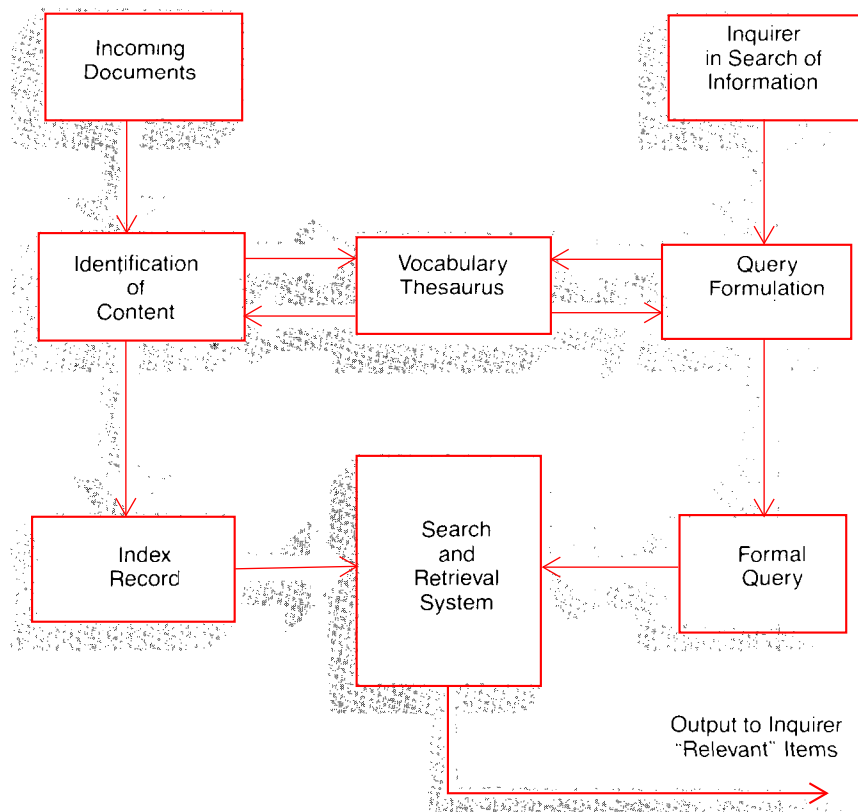 Incoming
Documents
Inquirer
in Search of
Information
Identification
of
Content
Vocabulary
Thesaurus
Query
Formulation
Index
Record
Search
and
Retrieval
System
Formal
Query
Output to Inquirer
"Relevant" Items